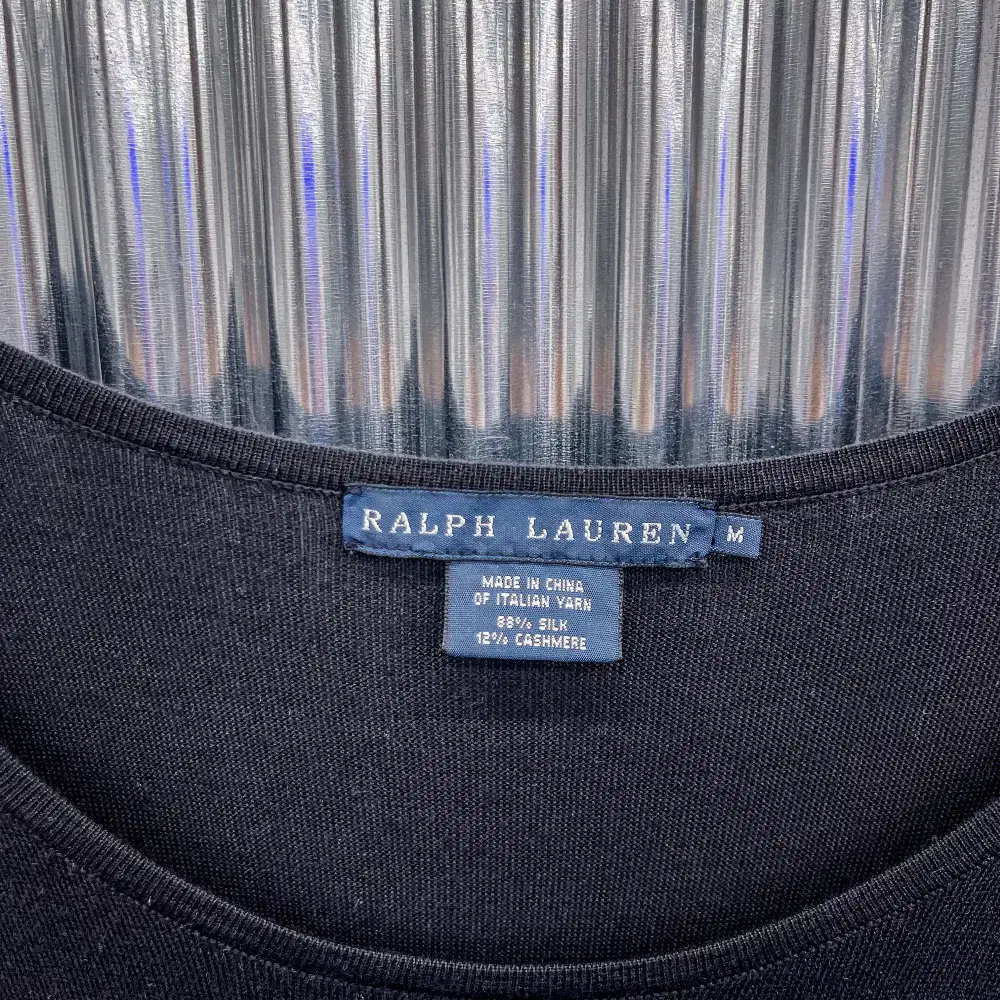 RALPH LAUREN
M
MADE IN CHINA
OF ITALIAN YARN
88% SILK
12% CASHMERE